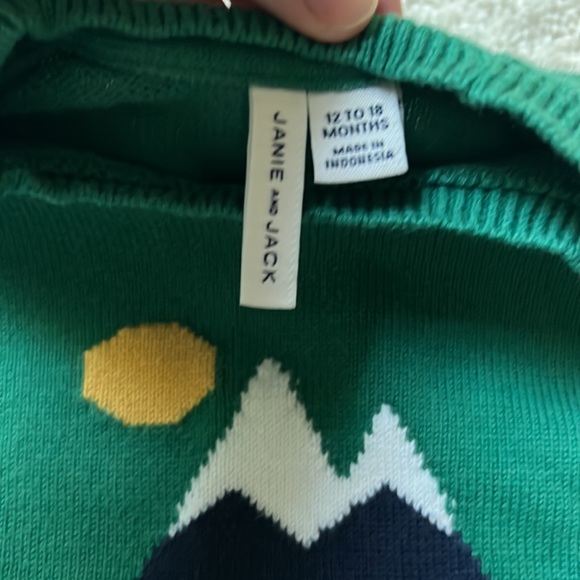 JANIE AND JACK
12 TO 18
MONTHS
MADE IN
INDONESIA